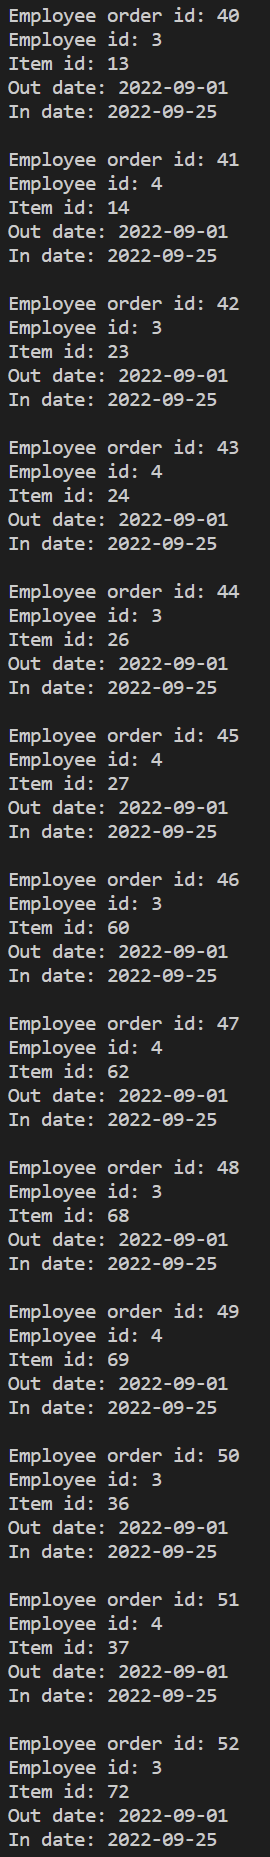 Employee order id: 40
Employee id: 3
Item id: 13
Out date: 2022-09-01
In date: 2022-09-25

Employee order id: 41
Employee id: 4
Item id: 14
Out date: 2022-09-01
In date: 2022-09-25

Employee order id: 42
Employee id: 3
Item id: 23
Out date: 2022-09-01
In date: 2022-09-25

Employee order id: 43
Employee id: 4
Item id: 24
Out date: 2022-09-01
In date: 2022-09-25

Employee order id: 44
Employee id: 3
Item id: 26
Out date: 2022-09-01
In date: 2022-09-25

Employee order id: 45
Employee id: 4
Item id: 27
Out date: 2022-09-01
In date: 2022-09-25

Employee order id: 46
Employee id: 3
Item id: 60
Out date: 2022-09-01
In date: 2022-09-25

Employee order id: 47
Employee id: 4
Item id: 62
Out date: 2022-09-01
In date: 2022-09-25

Employee order id: 48
Employee id: 3
Item id: 68
Out date: 2022-09-01
In date: 2022-09-25

Employee order id: 49
Employee id: 4
Item id: 69
Out date: 2022-09-01
In date: 2022-09-25

Employee order id: 50
Employee id: 3
Item id: 36
Out date: 2022-09-01
In date: 2022-09-25

Employee order id: 51
Employee id: 4
Item id: 37
Out date: 2022-09-01
In date: 2022-09-25

Employee order id: 52
Employee id: 3
Item id: 72
Out date: 2022-09-01
In date: 2022-09-25